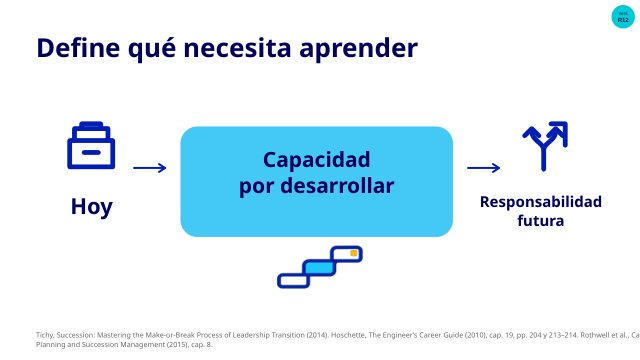 R12
Define qué necesita aprender
Capacidad
por desarrollar
Hoy
Responsabilidad
futura
Tichy, Succession: Mastering the Make-or-Break Process of Leadership Transition (2014). Hoschette, The Engineer's Career Guide (2010), cap. 19, pp. 204 y 213–214. Rothwell et al., Ca
Planning and Succession Management (2015), cap. 8.